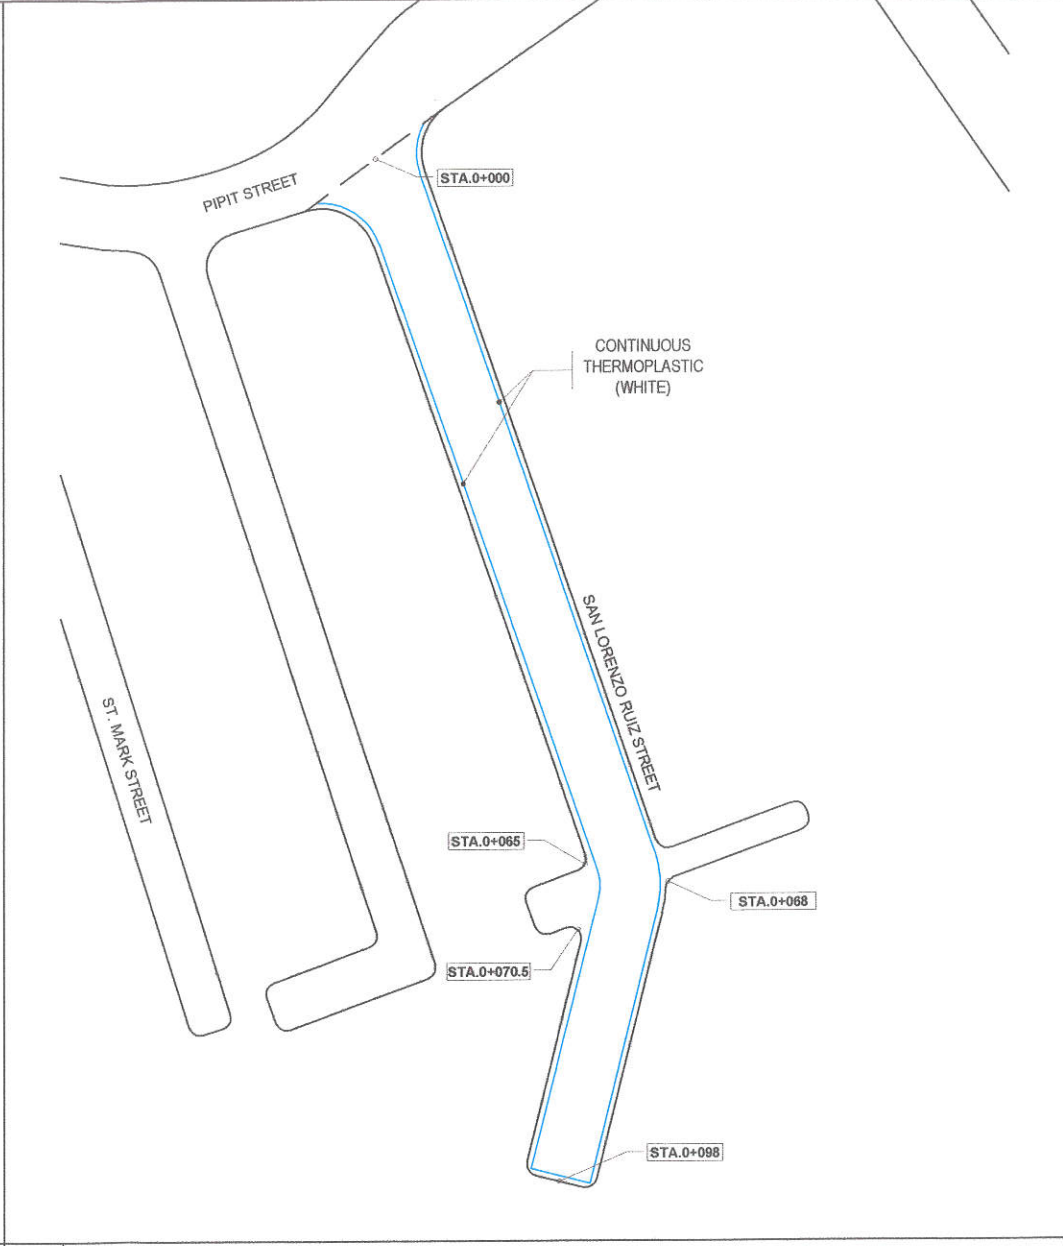 STA.0+000
PIPIT STREET
CONTINUOUS
THERMOPLASTIC
(WHITE)
SAN LORENZO RUIZ STREET
ST. MARK STREET
STA.0+065
STA.0+068
STA.0+070.5
STA.0+098